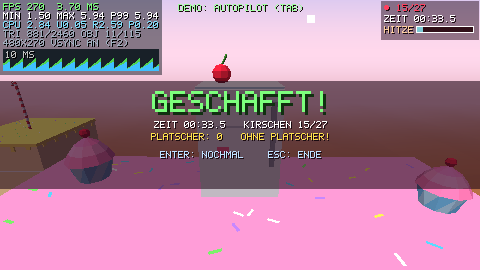 FPS 270 3.70 MS
MIN 1.50 MAX 5.94 P99 5.94
CPU 2.84 U0.05 R2.59 P0.20
TRI 881/2460 OBJ 11/115
480X270 VSYNC AN (F2)
10 MS
DEMO: AUTOPILOT (TAB)
15/27
ZEIT 00:33.5
HITZE
GESCHAFFT!
ZEIT 00:33.5 KIRSCHEN 15/27
PLATSCHER: 0 OHNE PLATSCHER!
ENTER: NOCHMAL ESC: ENDE